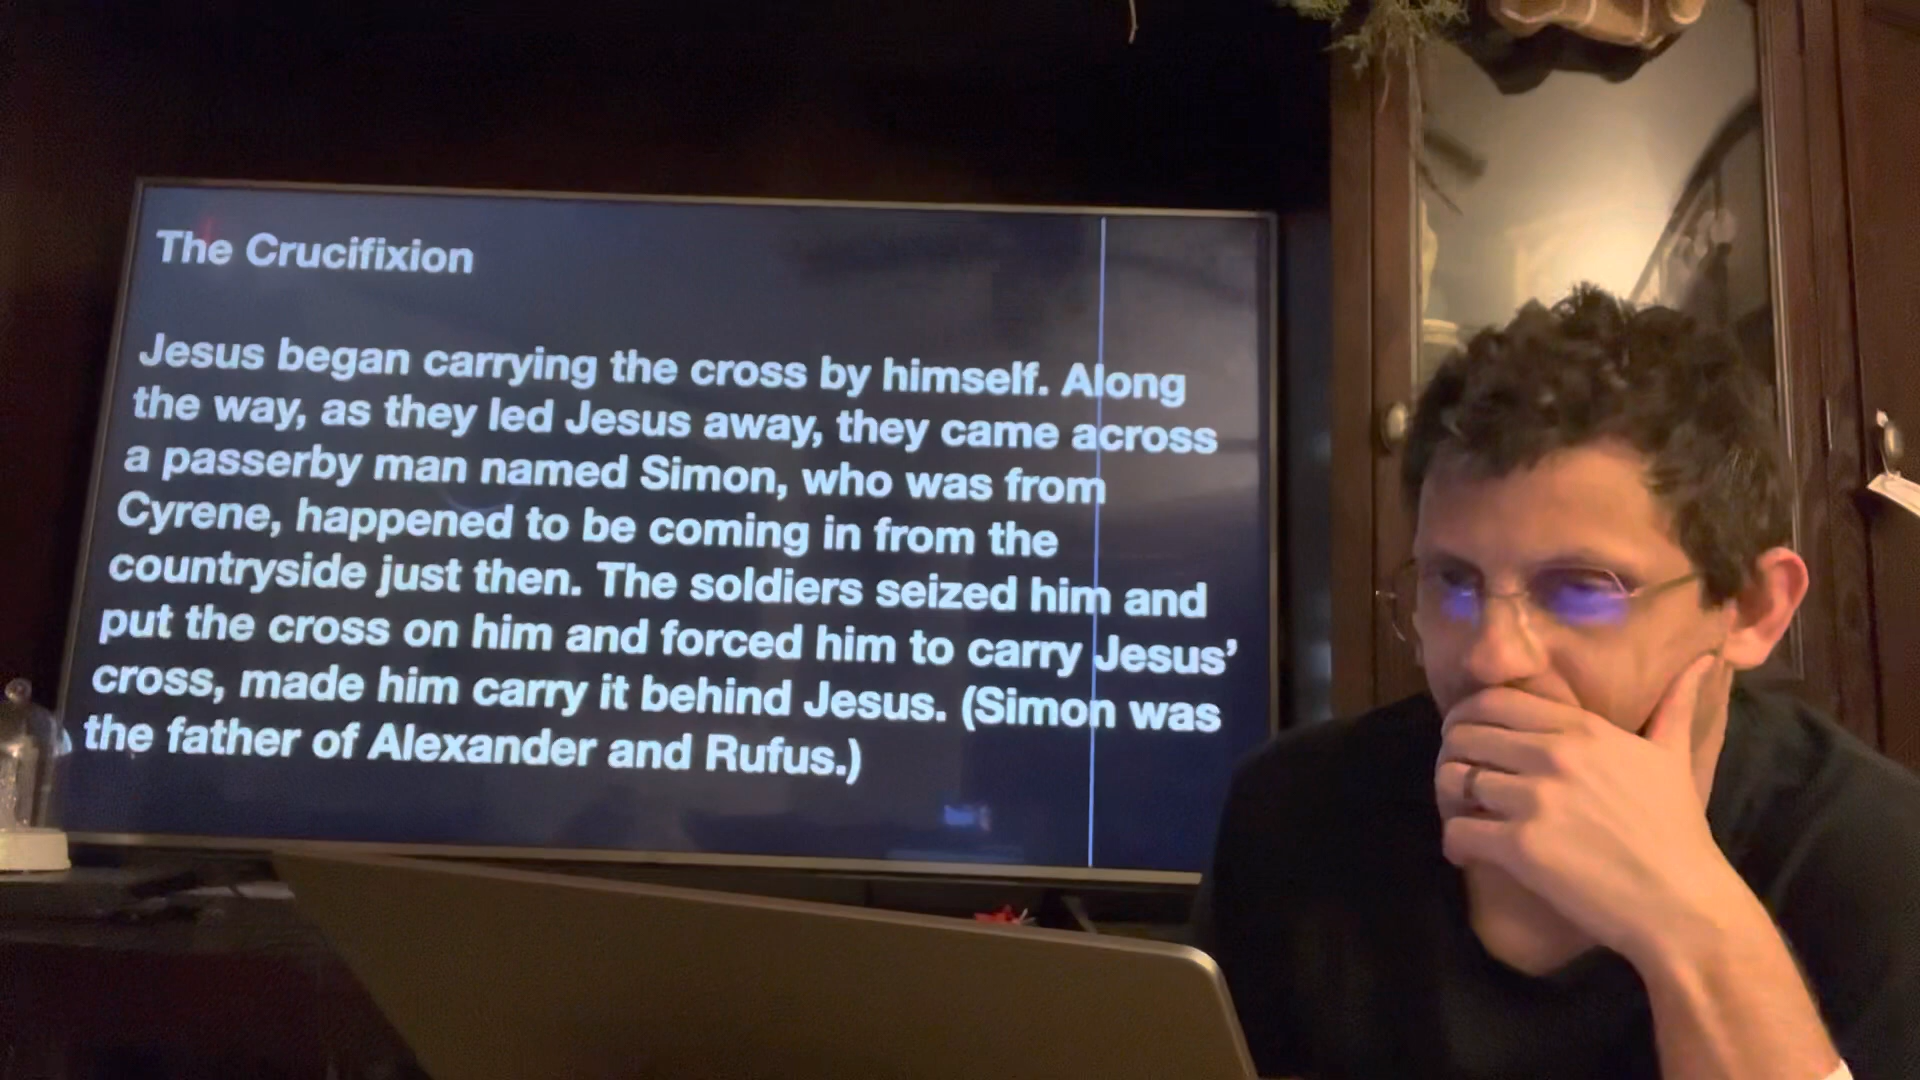 The Crucifixion
Jesus began carrying the cross by himself. Along
the way, as they led Jesus away, they came across
a passerby man named Simon, who was from
Cyrene, happened to be coming in from the
countryside just then. The soldiers seized him and
put the cross on him and forced him to carry Jesus’
cross, made him carry it behind Jesus. (Simon was
the father of Alexander and Rufus.)